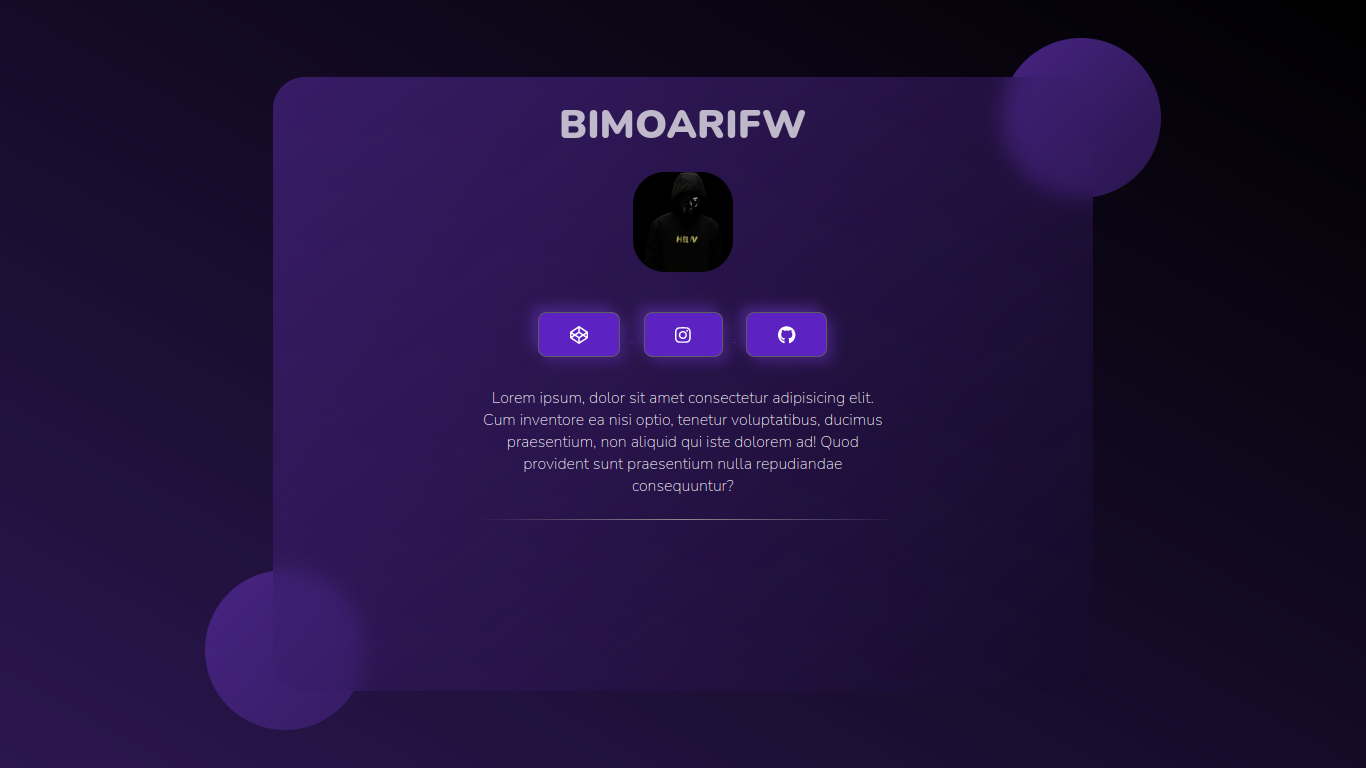 BIMOARIFW
Lorem ipsum, dolor sit amet consectetur adipisicing elit.
Cum inventore ea nisi optio, tenetur voluptatibus, ducimus
praesentium, non aliquid qui iste dolorem ad! Quod
provident sunt praesentium nulla repudiandae
consequuntur?